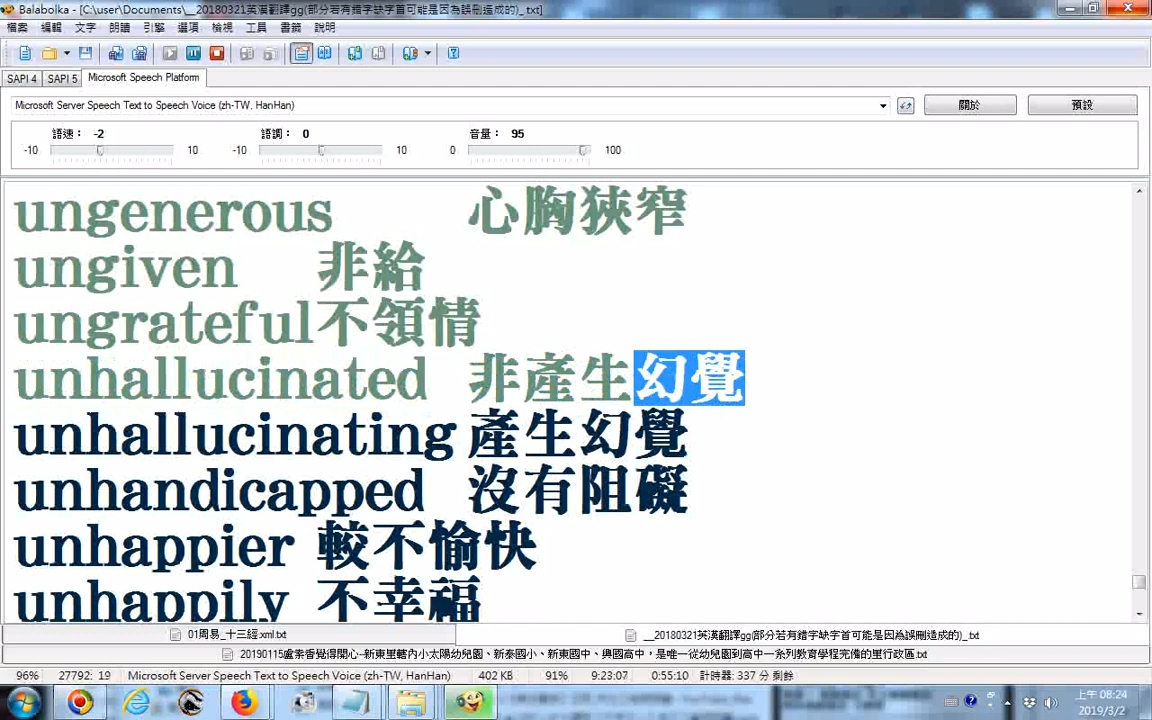 Balabolka - [C:\user\Documents\__20180321英漢翻譯gg(部分若有錯字缺字首可能是因為誤刪造成的)_.txt]
檔案 編輯 文字 朗讀 引擎 選項 檢視 工具 書籤 說明
SAPI 4 SAPI 5 Microsoft Speech Platform
Microsoft Server Speech Text to Speech Voice (zh-TW, HanHan) 關於 預設
語速： -2 語調： 0 音量： 95
-10 10 -10 10 0 100
ungenerous 心胸狹窄
ungiven 非給
ungrateful不領情
unhallucinated 非產生幻覺
unhallucinating 產生幻覺
unhandicapped 沒有阻礙
unhappier 較不愉快
unhappily 不幸福
01周易_十三經.xml.txt __20180321英漢翻譯gg(部分若有錯字缺字首可能是因為誤刪造成的)_.txt
20190115盧素香覺得開心-新東里轄內小太陽幼兒園、新泰國小、新東國中、興國高中，是唯一從幼兒園到高中一系列教育學程完備的里行政區.txt
96% 27792: 19 Microsoft Server Speech Text to Speech Voice (zh-TW, HanHan) 402 KB 91% 9:23:07 0:55:10 計時器: 337 分 剩餘
上午 08:24
2019/3/2